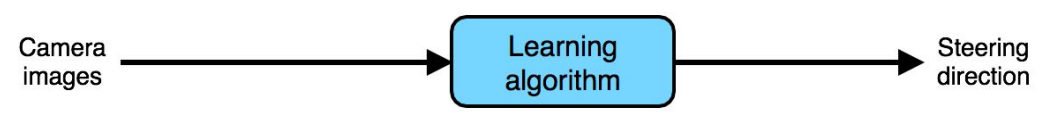 Camera
images
Learning
algorithm
Steering
direction